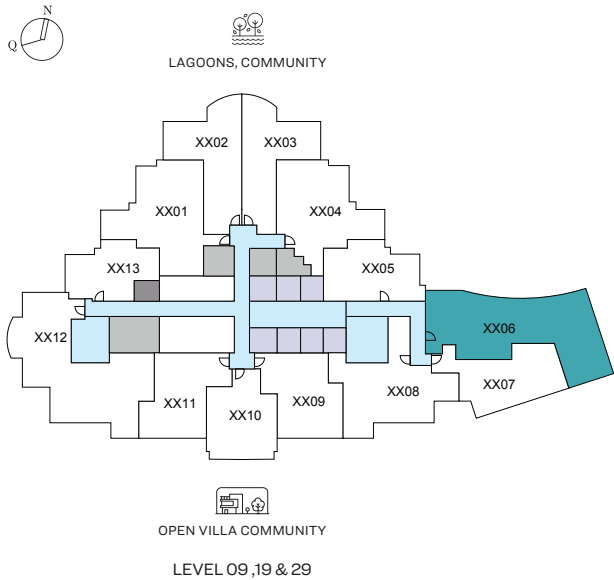 N
Q
LAGOONS, COMMUNITY
XX02 XX03
XX01 XX04
XX13 XX05
XX12 XX06
XX11 XX10 XX09 XX08 XX07
OPEN VILLA COMMUNITY
LEVEL 09 ,19 & 29